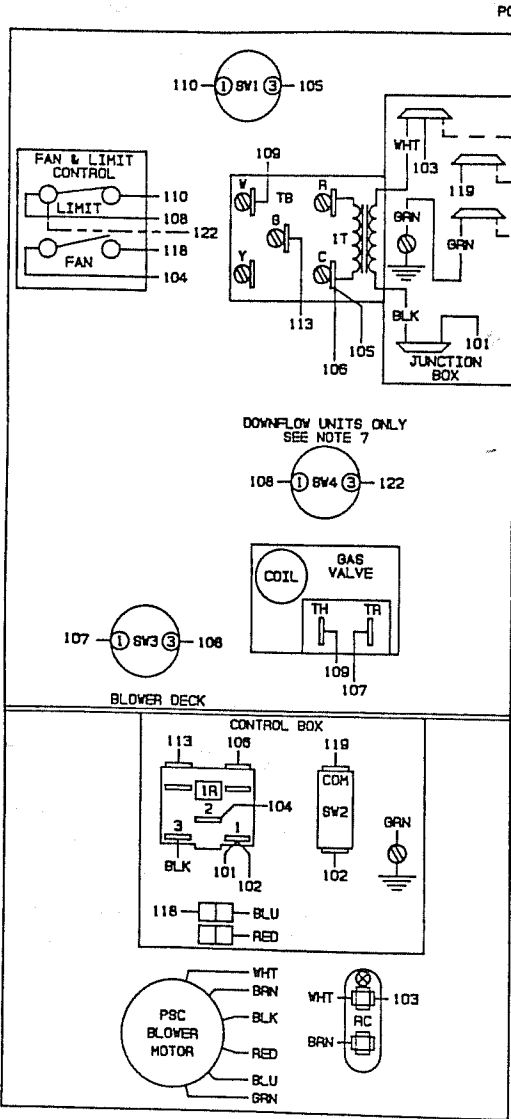 PO
110 1 SW1 3 105
FAN & LIMIT
CONTROL
LIMIT
110
108
122
FAN
118
104
109
W TB R
G 1T
Y C
113
106
105
WHT
103
119
GRN
GRN
BLK
101
JUNCTION
BOX
DOWNFLOW UNITS ONLY
SEE NOTE 7
108 1 SW4 3 122
COIL
GAS
VALVE
TH TR
109
107
107 1 SW3 3 106
BLOWER DECK
CONTROL BOX
113 106
1R
2
104
3 1
BLK
101
102
119
COM
SW2
102
GRN
118 BLU
RED
PSC
BLOWER
MOTOR
WHT
BRN
BLK
RED
BLU
GRN
WHT 103
RC
BRN